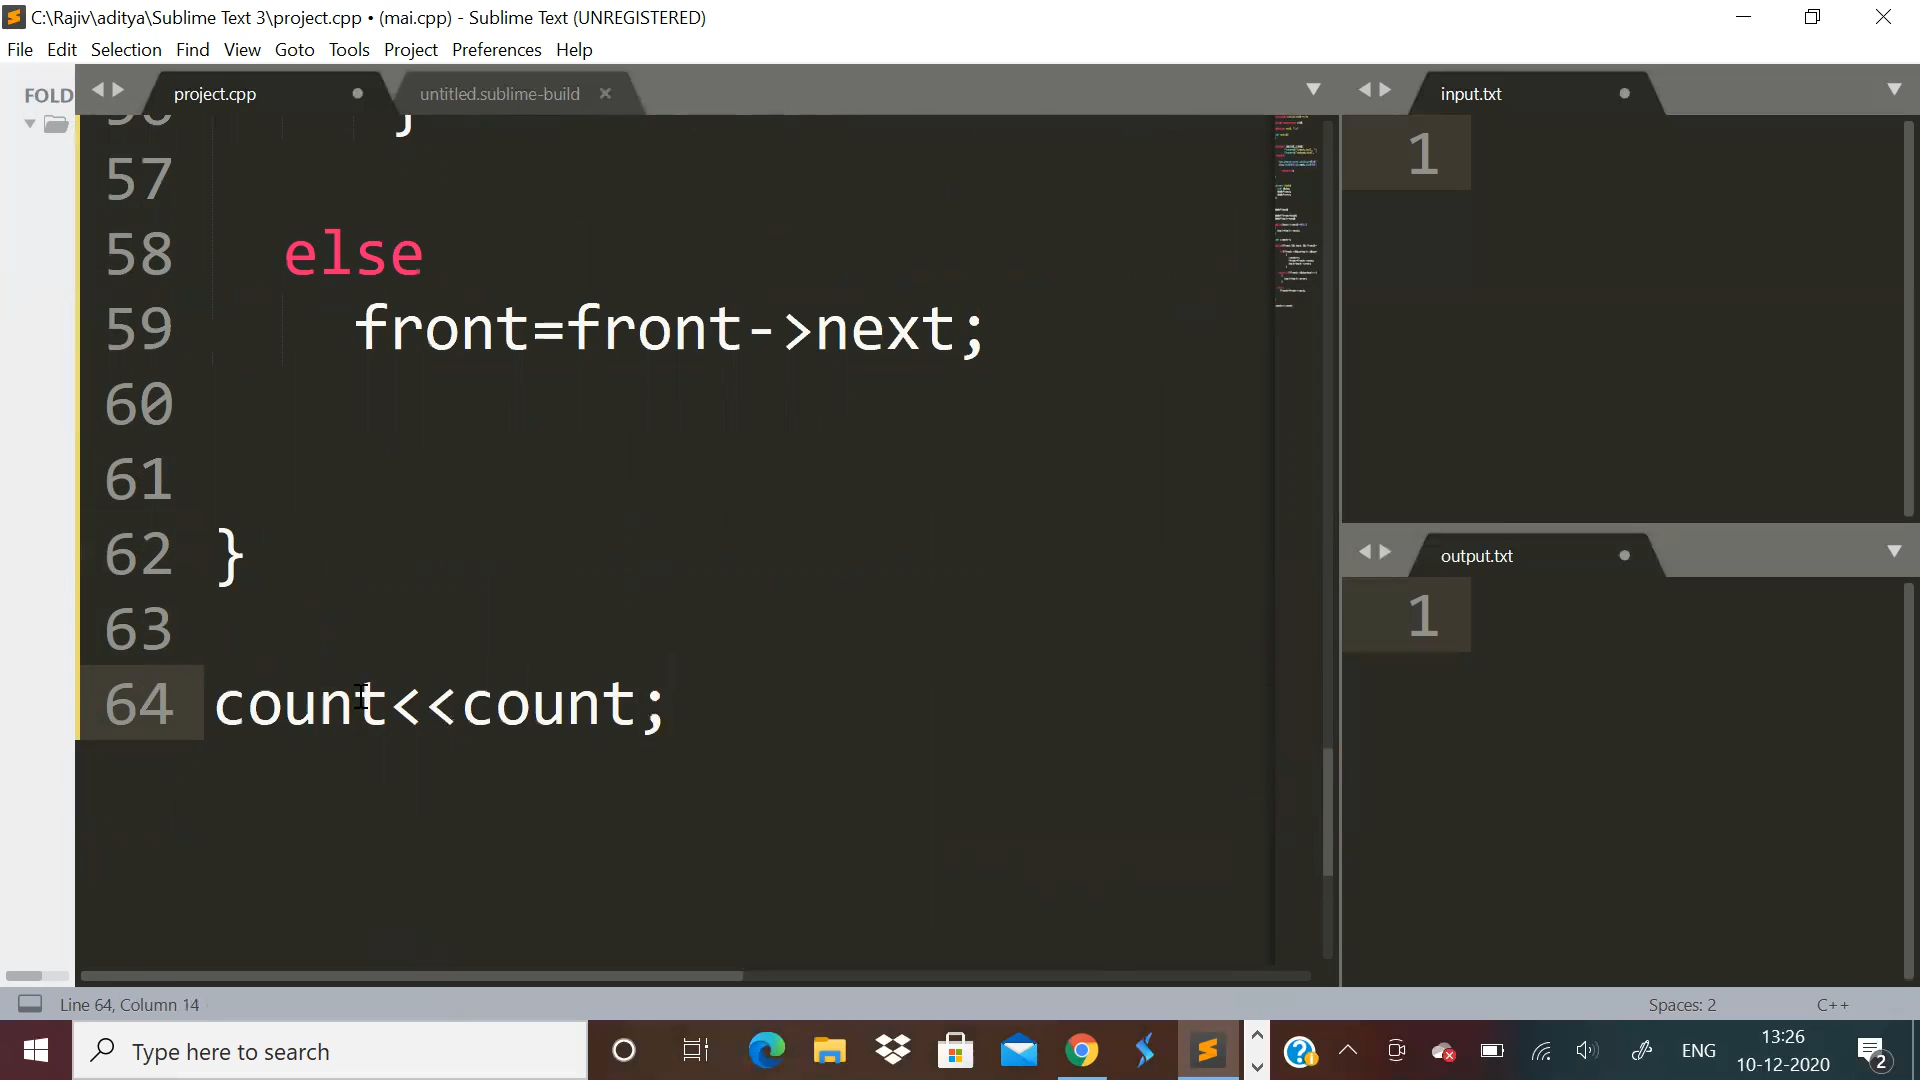 C:\Rajiv\aditya\Sublime Text 3\project.cpp • (mai.cpp) - Sublime Text (UNREGISTERED)
File Edit Selection Find View Goto Tools Project Preferences Help
FOLD
project.cpp
untitled.sublime-build
input.txt
56 }
57
58 else
59 front=front->next;
60
61
62 }
63
64 count<<count;
1
output.txt
1
Line 64, Column 14
Spaces: 2
C++
Type here to search
ENG
13:26
10-12-2020
2